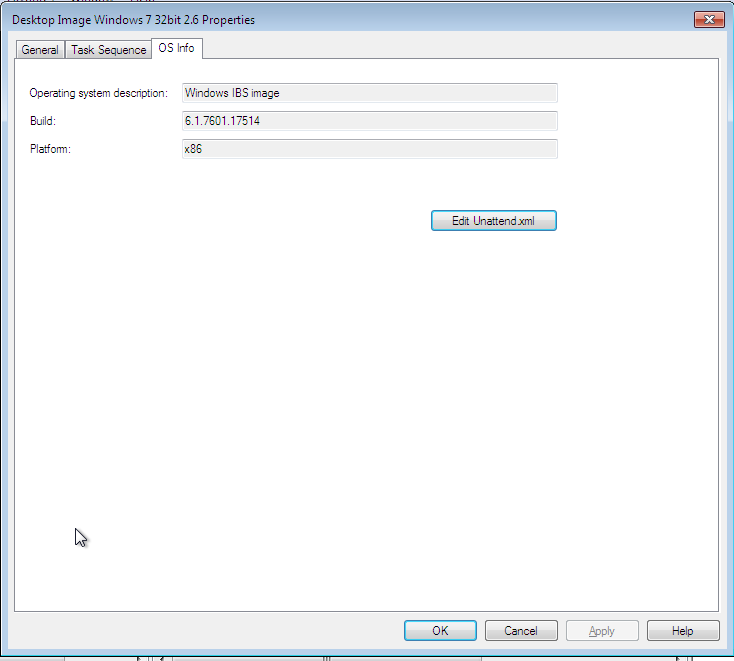 Desktop Image Windows 7 32bit 2.6 Properties
General Task Sequence OS Info
Operating system description: Windows IBS image
Build: 6.1.7601.17514
Platform: x86
Edit Unattend.xml
OK Cancel Apply Help